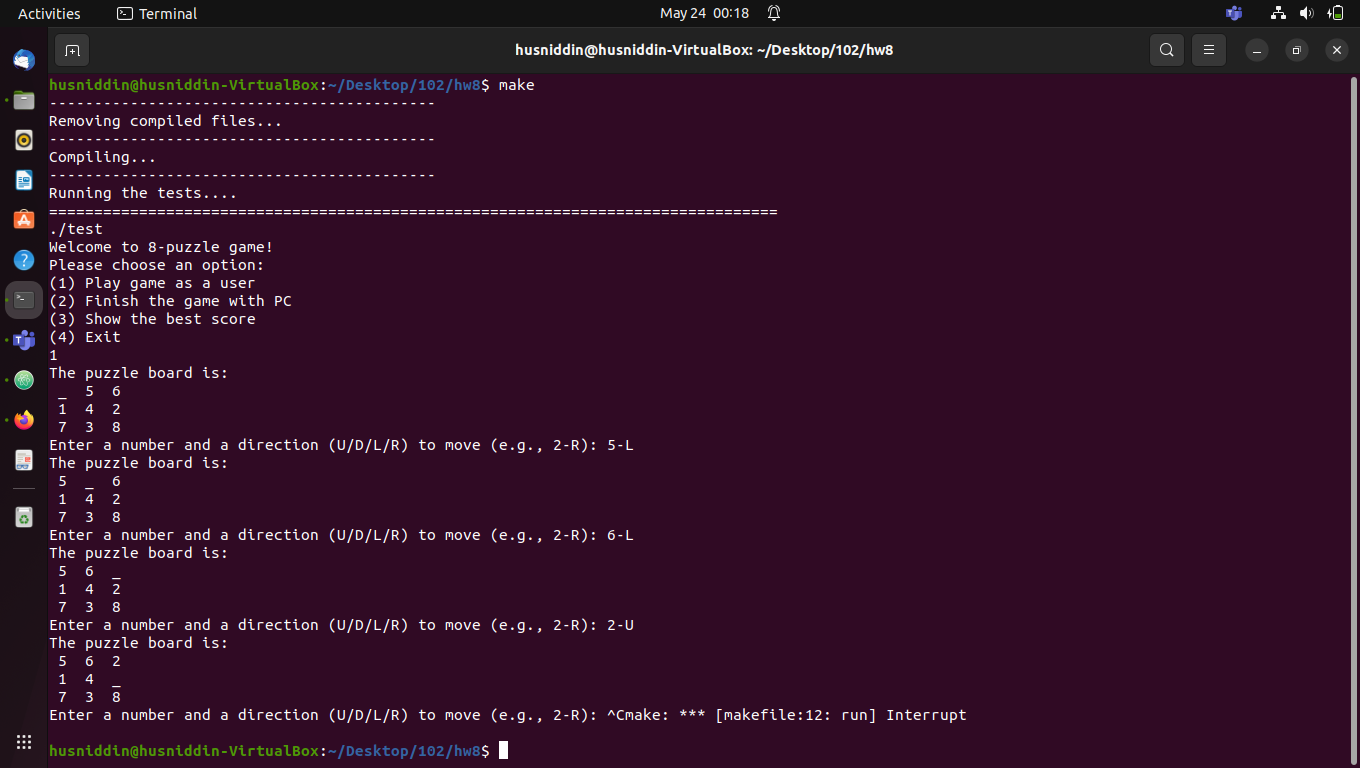 Activities Terminal May 24 00:18
husniddin@husniddin-VirtualBox: ~/Desktop/102/hw8
husniddin@husniddin-VirtualBox:~/Desktop/102/hw8$ make
-------------------------------------------
Removing compiled files...
-------------------------------------------
Compiling...
-------------------------------------------
Running the tests....
=================================================================================
./test
Welcome to 8-puzzle game!
Please choose an option:
(1) Play game as a user
(2) Finish the game with PC
(3) Show the best score
(4) Exit
1
The puzzle board is:
 _  5  6
 1  4  2
 7  3  8
Enter a number and a direction (U/D/L/R) to move (e.g., 2-R): 5-L
The puzzle board is:
 5  _  6
 1  4  2
 7  3  8
Enter a number and a direction (U/D/L/R) to move (e.g., 2-R): 6-L
The puzzle board is:
 5  6  _
 1  4  2
 7  3  8
Enter a number and a direction (U/D/L/R) to move (e.g., 2-R): 2-U
The puzzle board is:
 5  6  2
 1  4  _
 7  3  8
Enter a number and a direction (U/D/L/R) to move (e.g., 2-R): ^Cmake: *** [makefile:12: run] Interrupt
husniddin@husniddin-VirtualBox:~/Desktop/102/hw8$